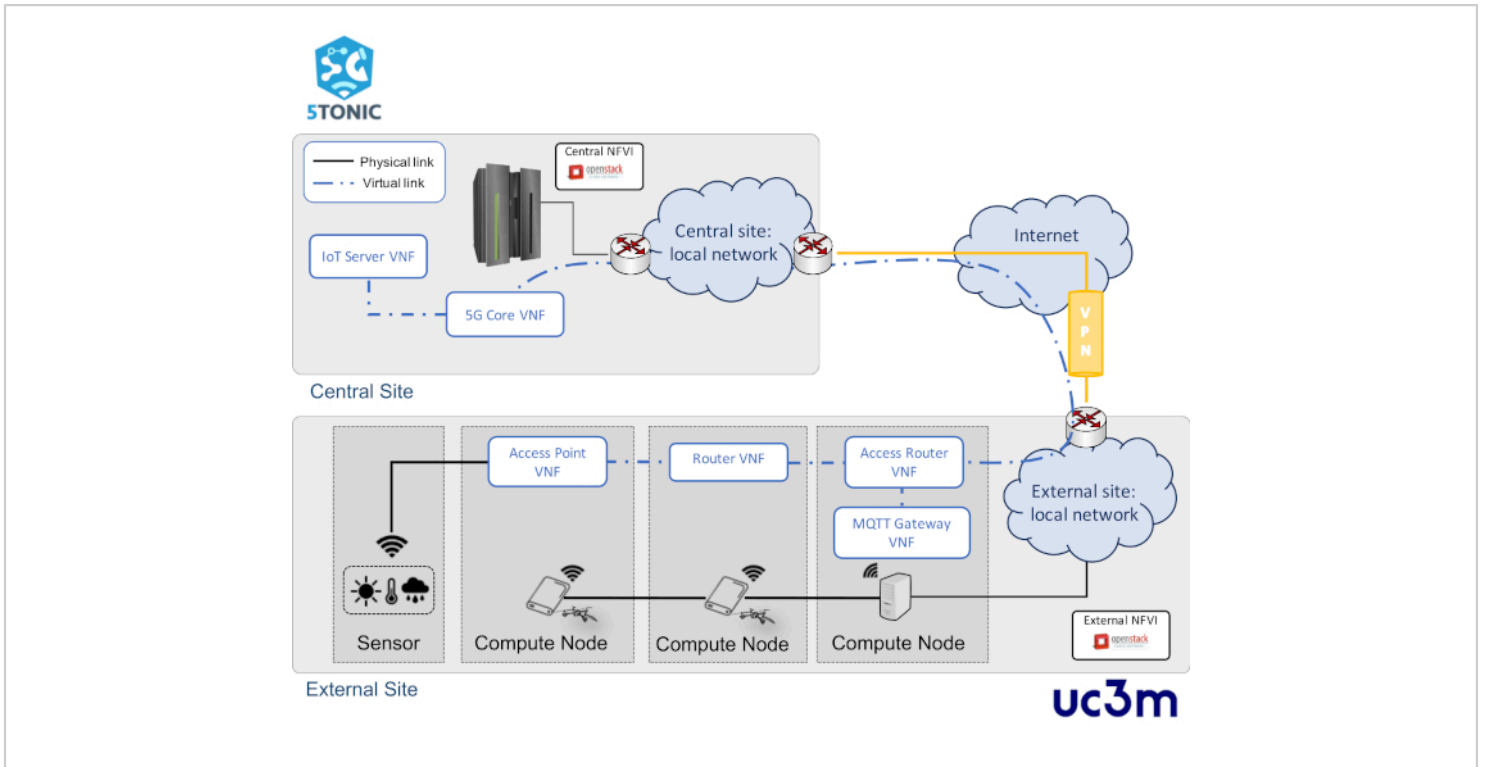 5TONIC
Physical link
Virtual link
Central NFVI
openstack
IoT Server VNF
5G Core VNF
Central site:
local network
Internet
V
P
N
Central Site
Access Point
VNF
Router VNF
Access Router
VNF
MQTT Gateway
VNF
External site:
local network
Sensor
Compute Node
Compute Node
Compute Node
External NFVI
openstack
External Site
uc3m